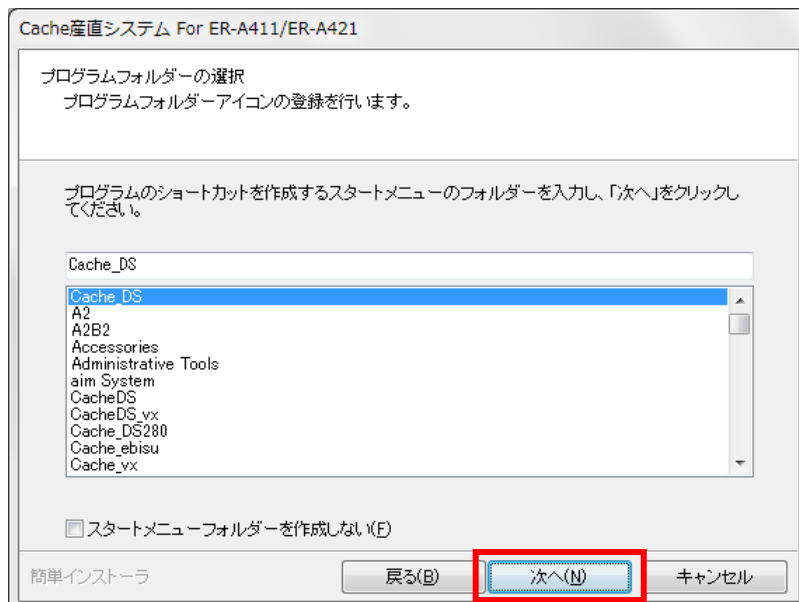 Cache産直システム For ER-A411/ER-A421
プログラムフォルダーの選択
プログラムフォルダーアイコンの登録を行います。
プログラムのショートカットを作成するスタートメニューのフォルダーを入力し、「次へ」をクリックし
てください。
Cache_DS
Cache_DS
A2
A2B2
Accessories
Administrative Tools
aim System
CacheDS
CacheDS_vx
Cache_DS280
Cache_ebisu
Cache_vx
スタートメニューフォルダーを作成しない(F)
簡単インストーラ
戻る(B)
次へ(N)
キャンセル